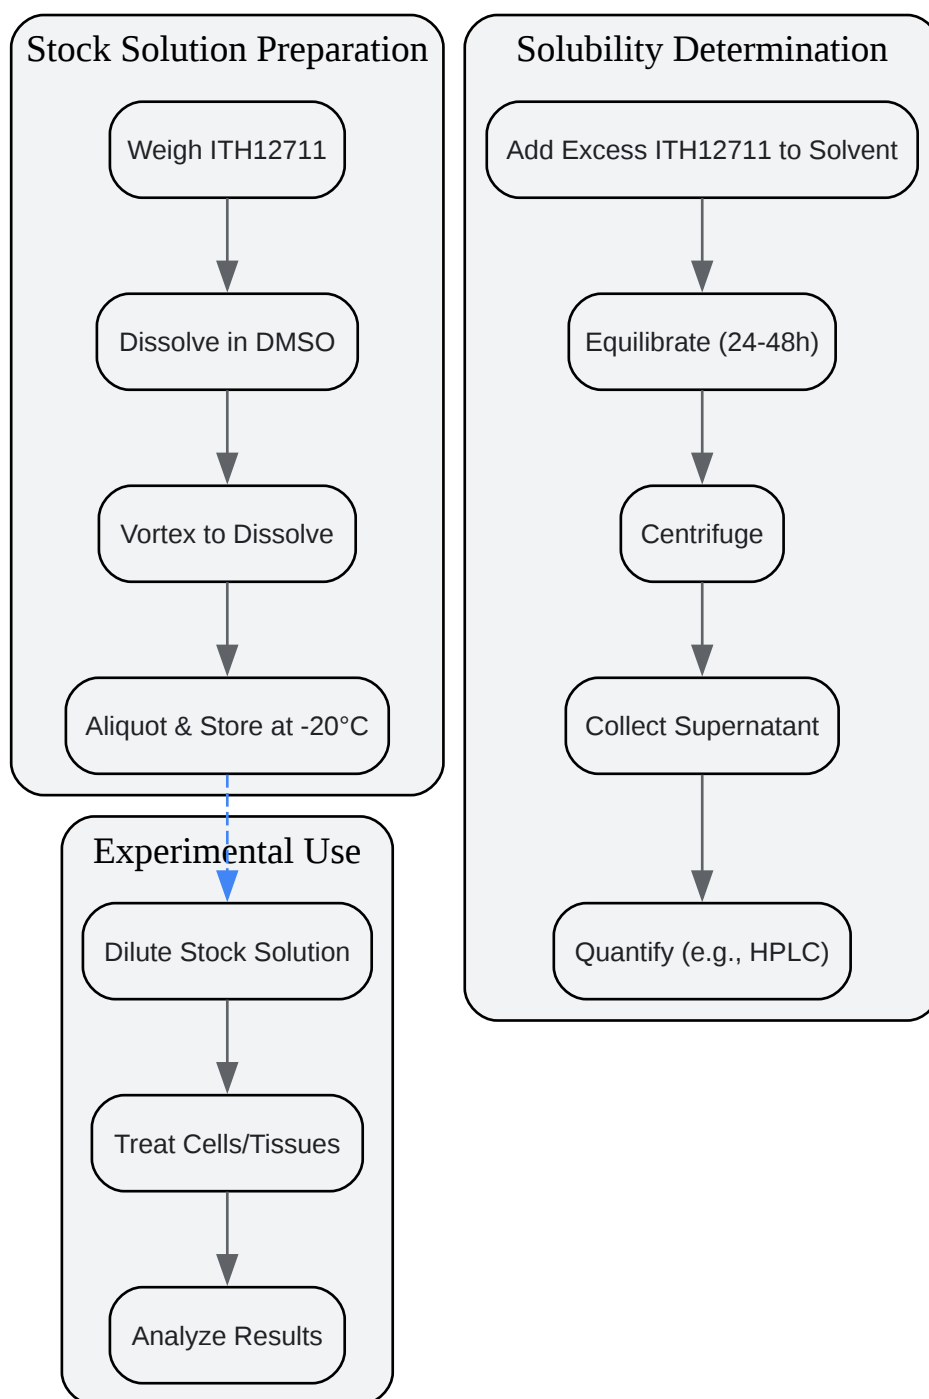 Stock Solution Preparation
Weigh ITH12711
Dissolve in DMSO
Vortex to Dissolve
Aliquot & Store at -20°C
Experimental Use
Dilute Stock Solution
Treat Cells/Tissues
Analyze Results
Solubility Determination
Add Excess ITH12711 to Solvent
Equilibrate (24-48h)
Centrifuge
Collect Supernatant
Quantify (e.g., HPLC)